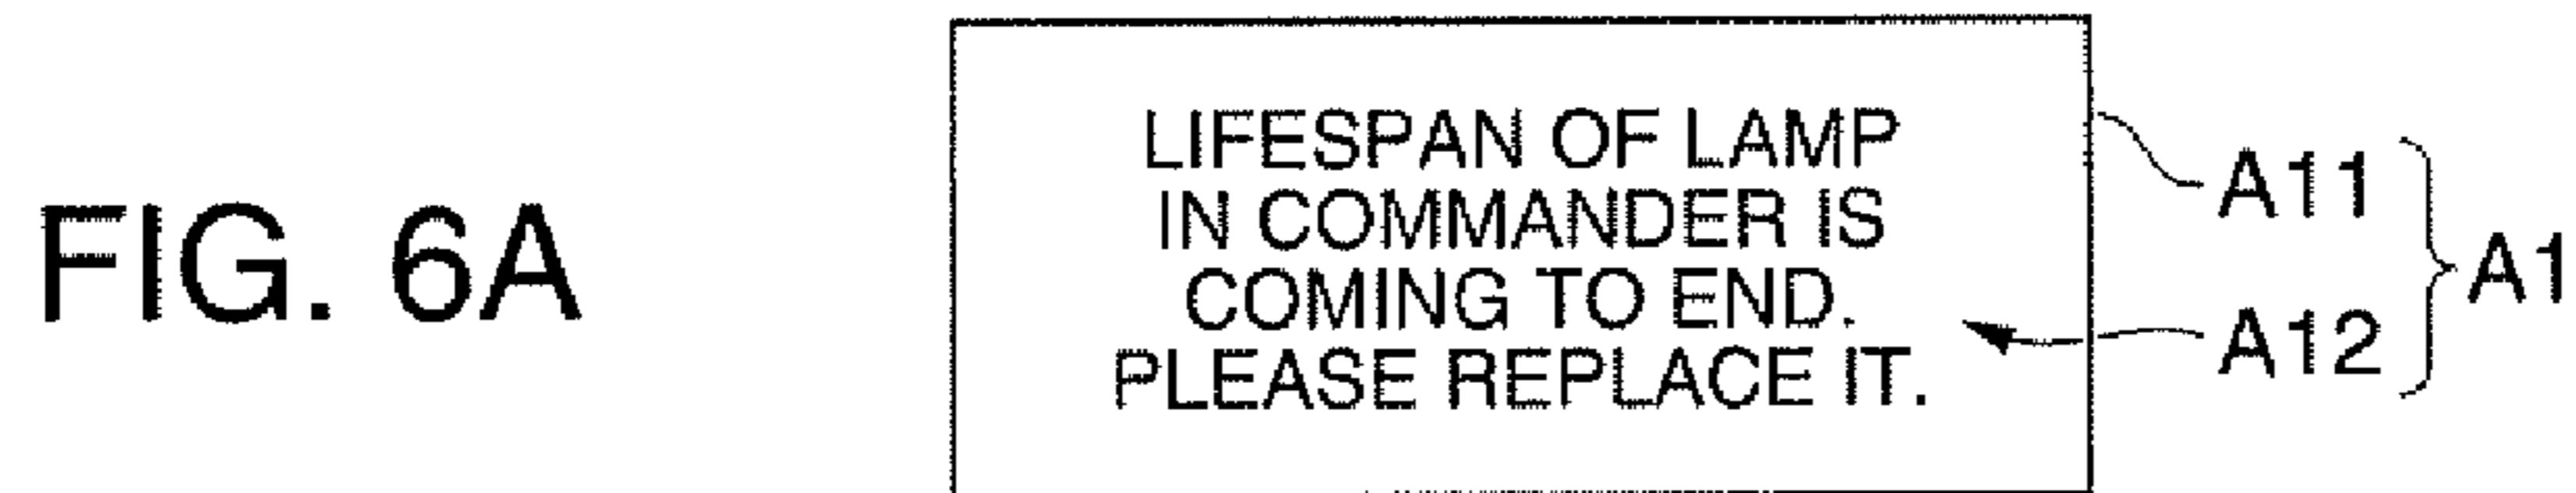 FIG. 6A
LIFESPAN OF LAMP
IN COMMANDER IS
COMING TO END.
PLEASE REPLACE IT.
A11
A12
A1